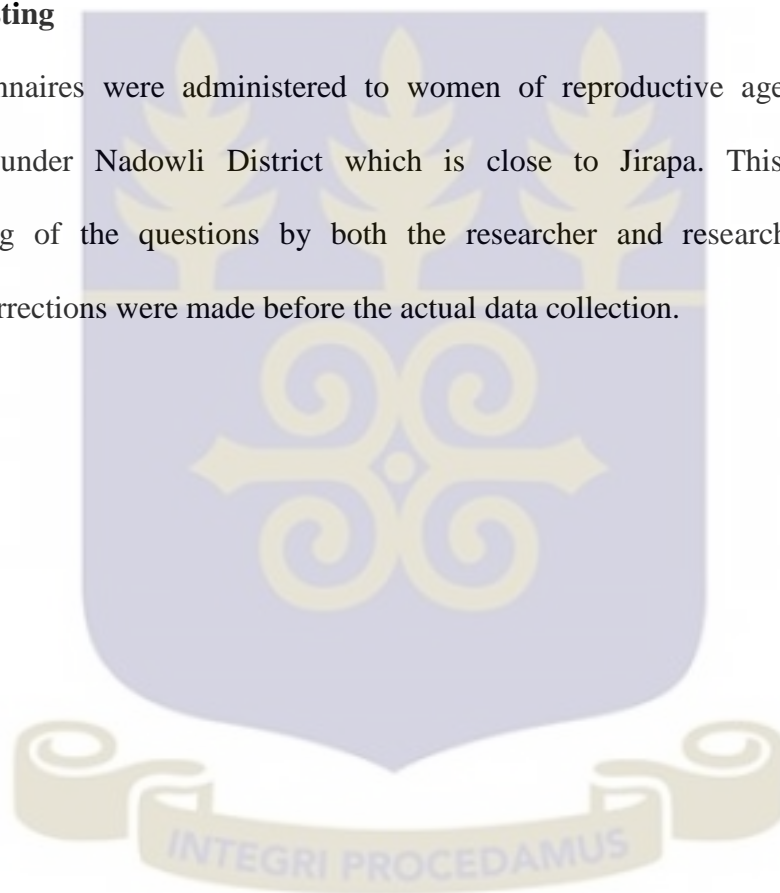 sting
nnaires were administered to women of reproductive age
under Nadowli District which is close to Jirapa. This
g of the questions by both the researcher and research
rrections were made before the actual data collection.
INTEGRI PROCEDAMUS